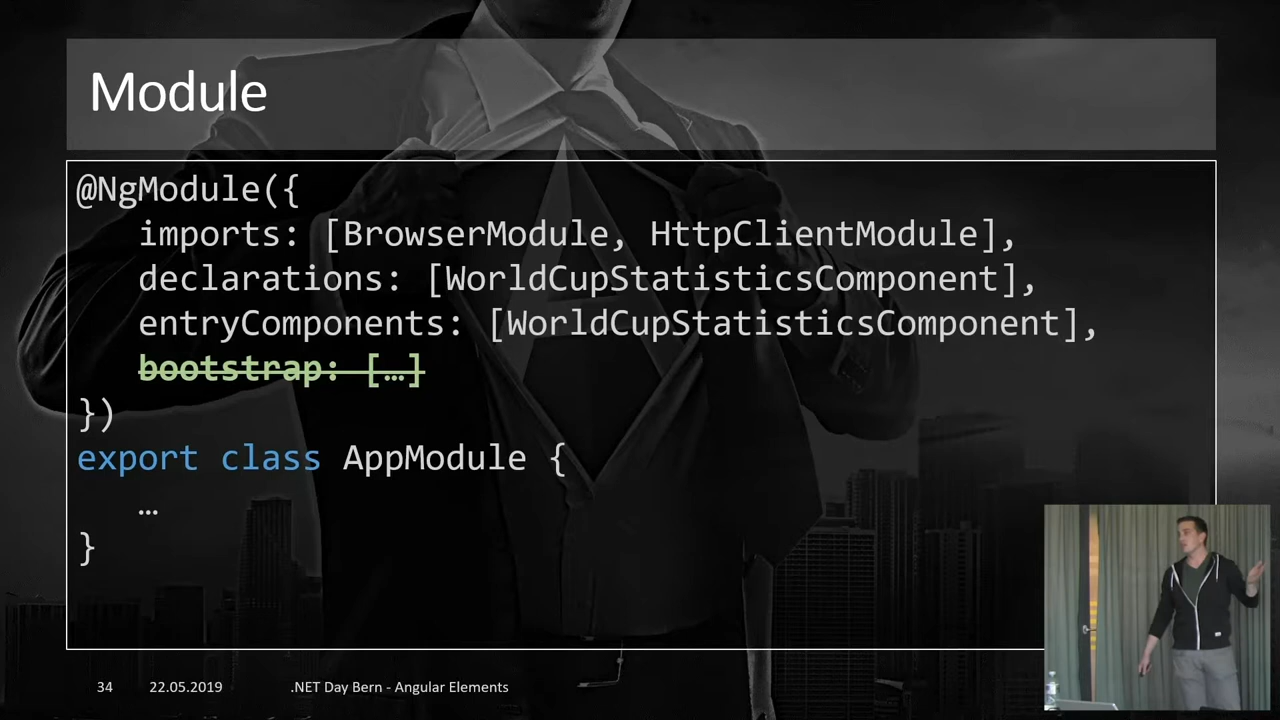 Module
@NgModule({
imports: [BrowserModule, HttpClientModule],
declarations: [WorldCupStatisticsComponent],
entryComponents: [WorldCupStatisticsComponent],
bootstrap: […]
})
export class AppModule {
…
}
34 22.05.2019 .NET Day Bern - Angular Elements